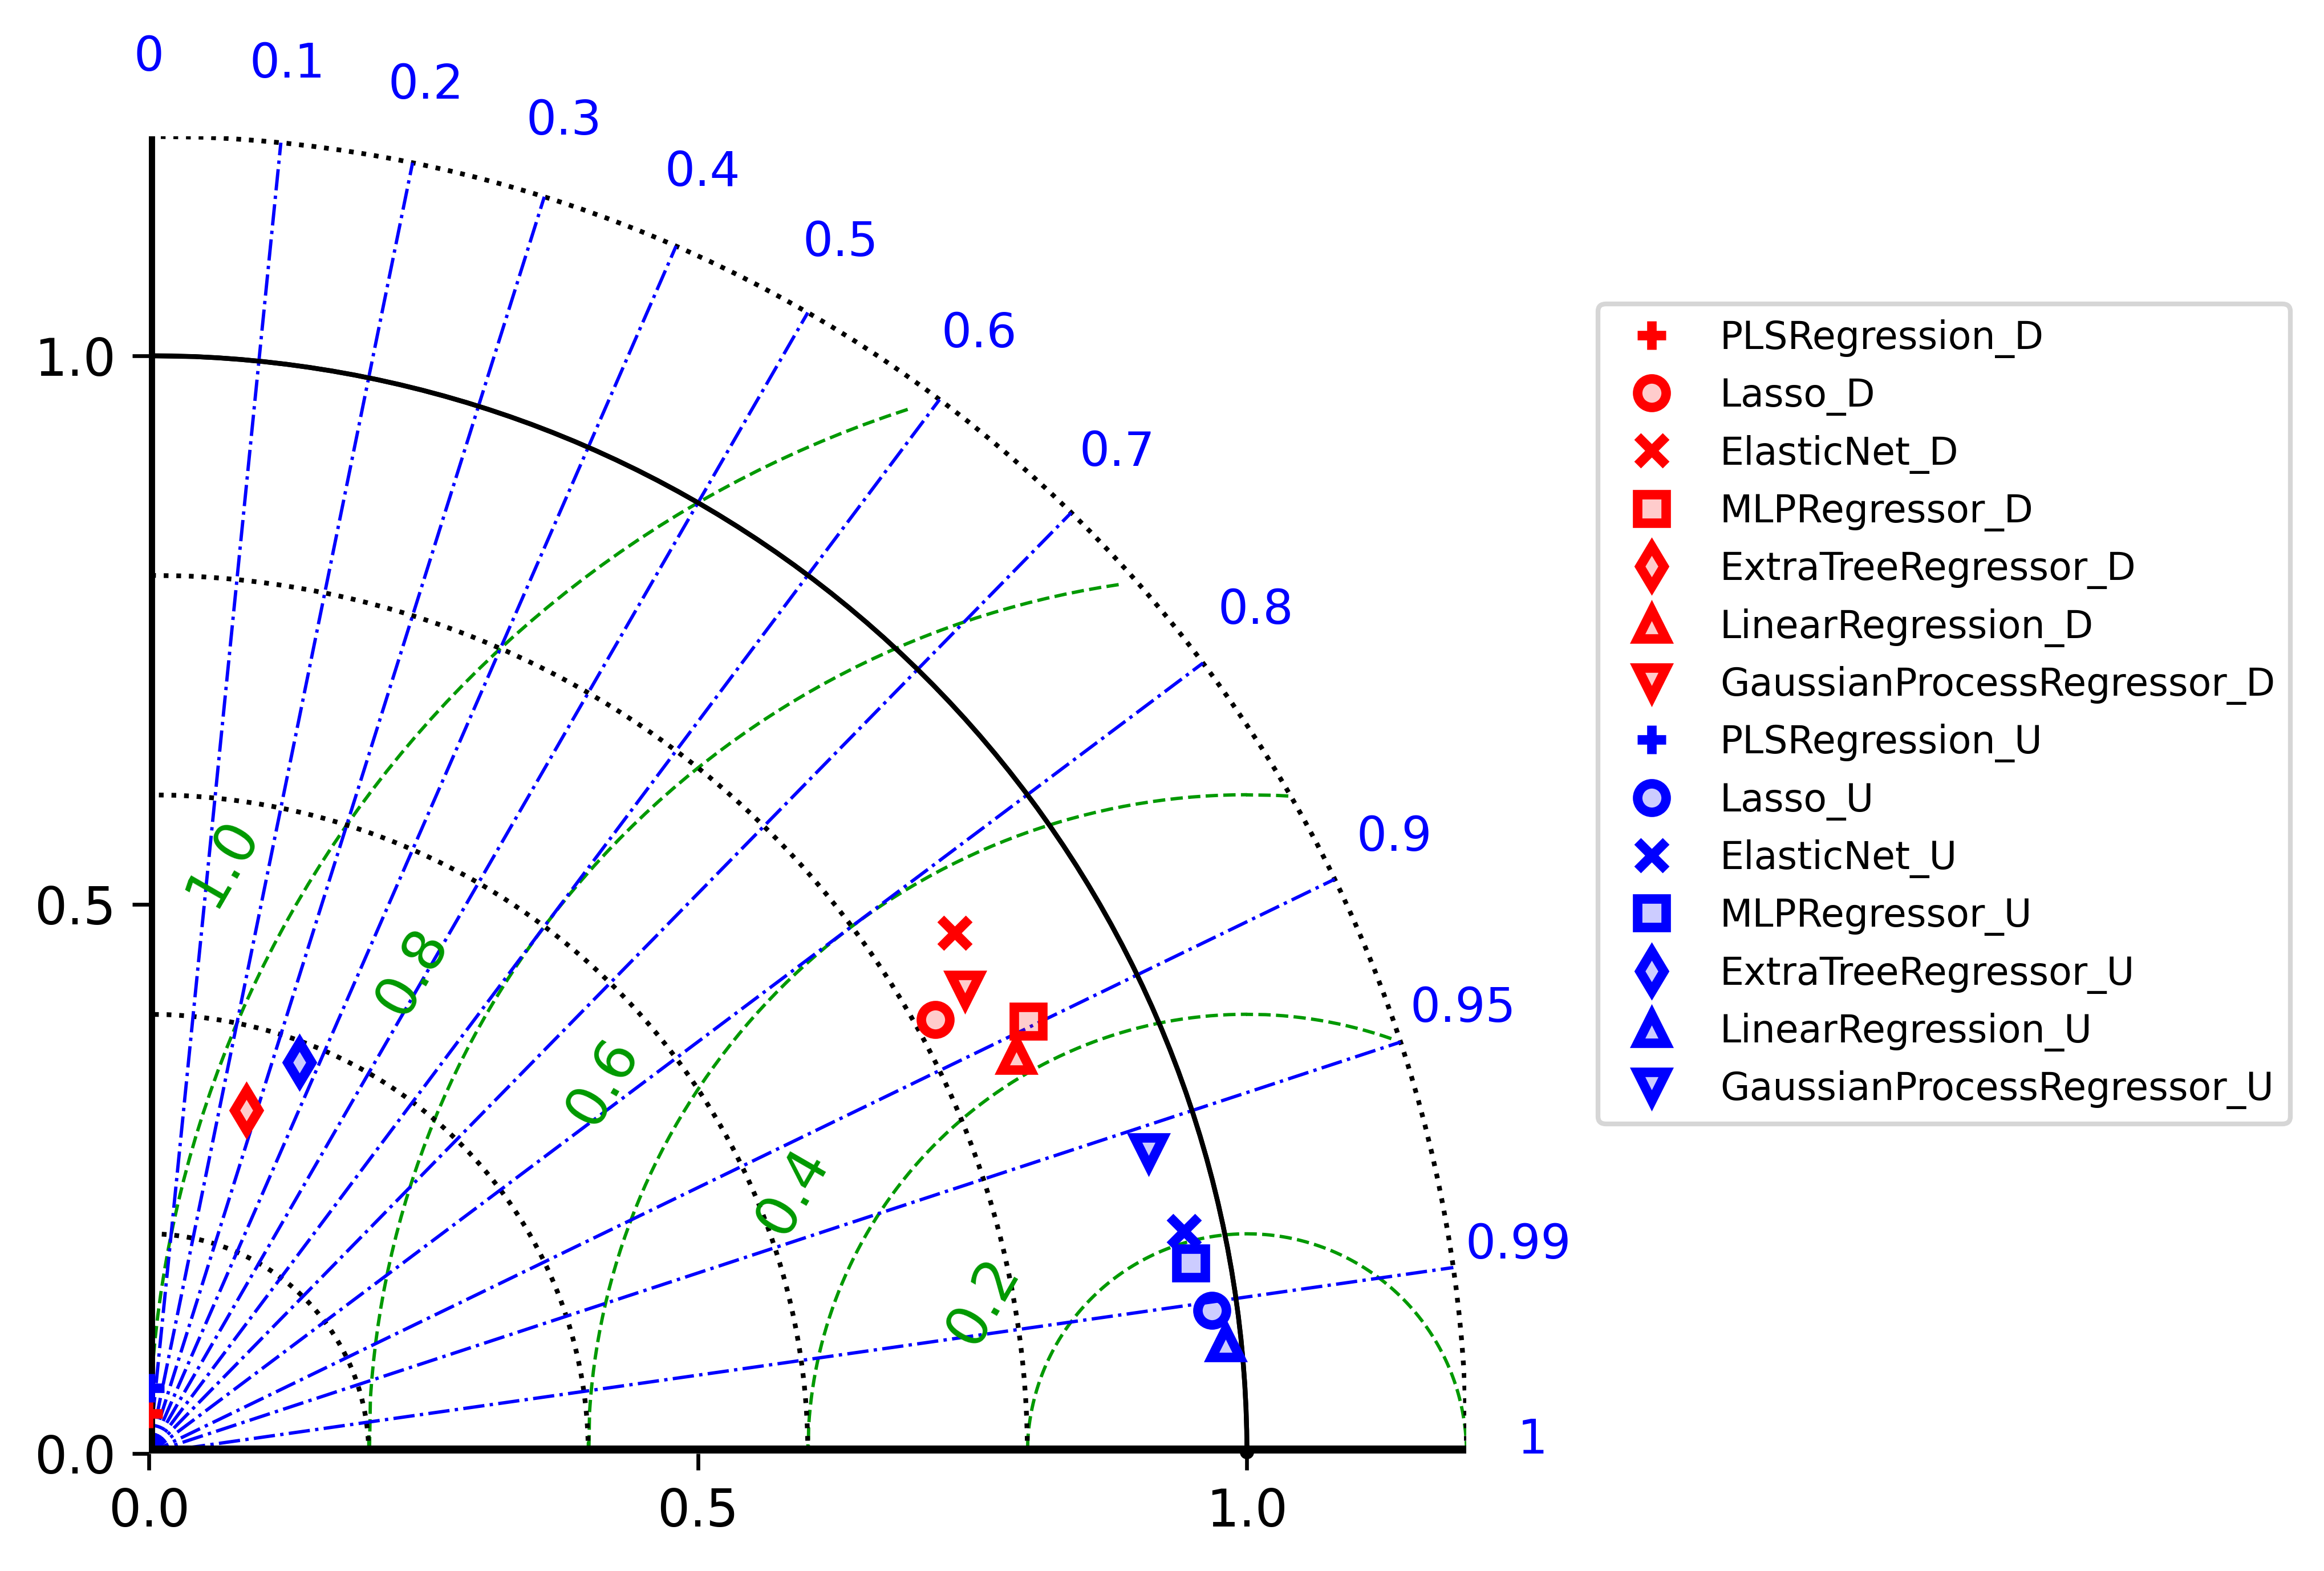 0
0.1
0.2
0.3
0.4
0.5
0.6
0.7
0.8
0.9
0.95
0.99
1
1.0
0.5
0.0
0.0
0.5
1.0
1.0
0.8
0.6
0.4
0.2
PLSRegression_D
Lasso_D
ElasticNet_D
MLPRegressor_D
ExtraTreeRegressor_D
LinearRegression_D
GaussianProcessRegressor_D
PLSRegression_U
Lasso_U
ElasticNet_U
MLPRegressor_U
ExtraTreeRegressor_U
LinearRegression_U
GaussianProcessRegressor_U